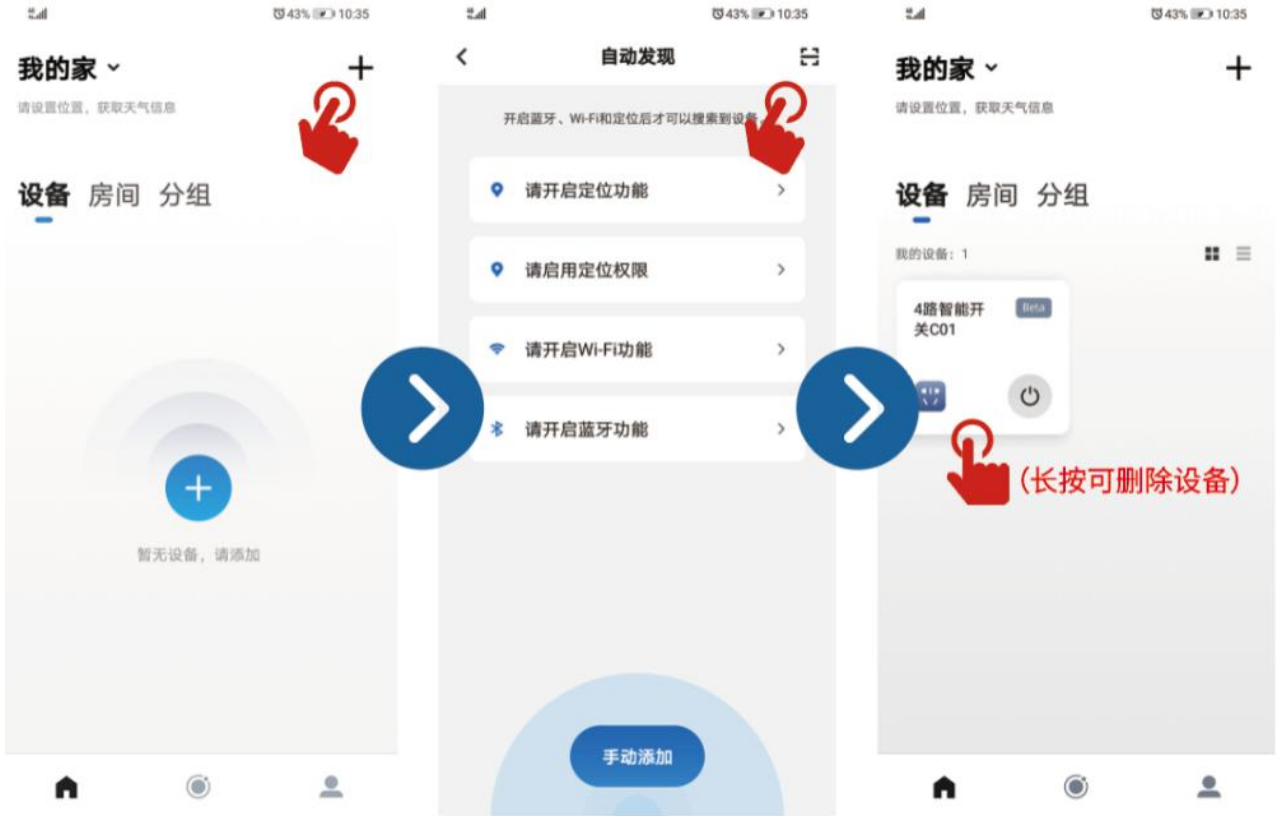 43% 10:35
我的家
请设置位置，获取天气信息
设备 房间 分组
暂无设备，请添加
43% 10:35
自动发现
开启蓝牙、Wi-Fi和定位后才可以搜索到设备
请开启定位功能
请启用定位权限
请开启Wi-Fi功能
请开启蓝牙功能
手动添加
43% 10:35
我的家
请设置位置，获取天气信息
设备 房间 分组
我的设备：1
4路智能开 Beta
关C01
（长按可删除设备）